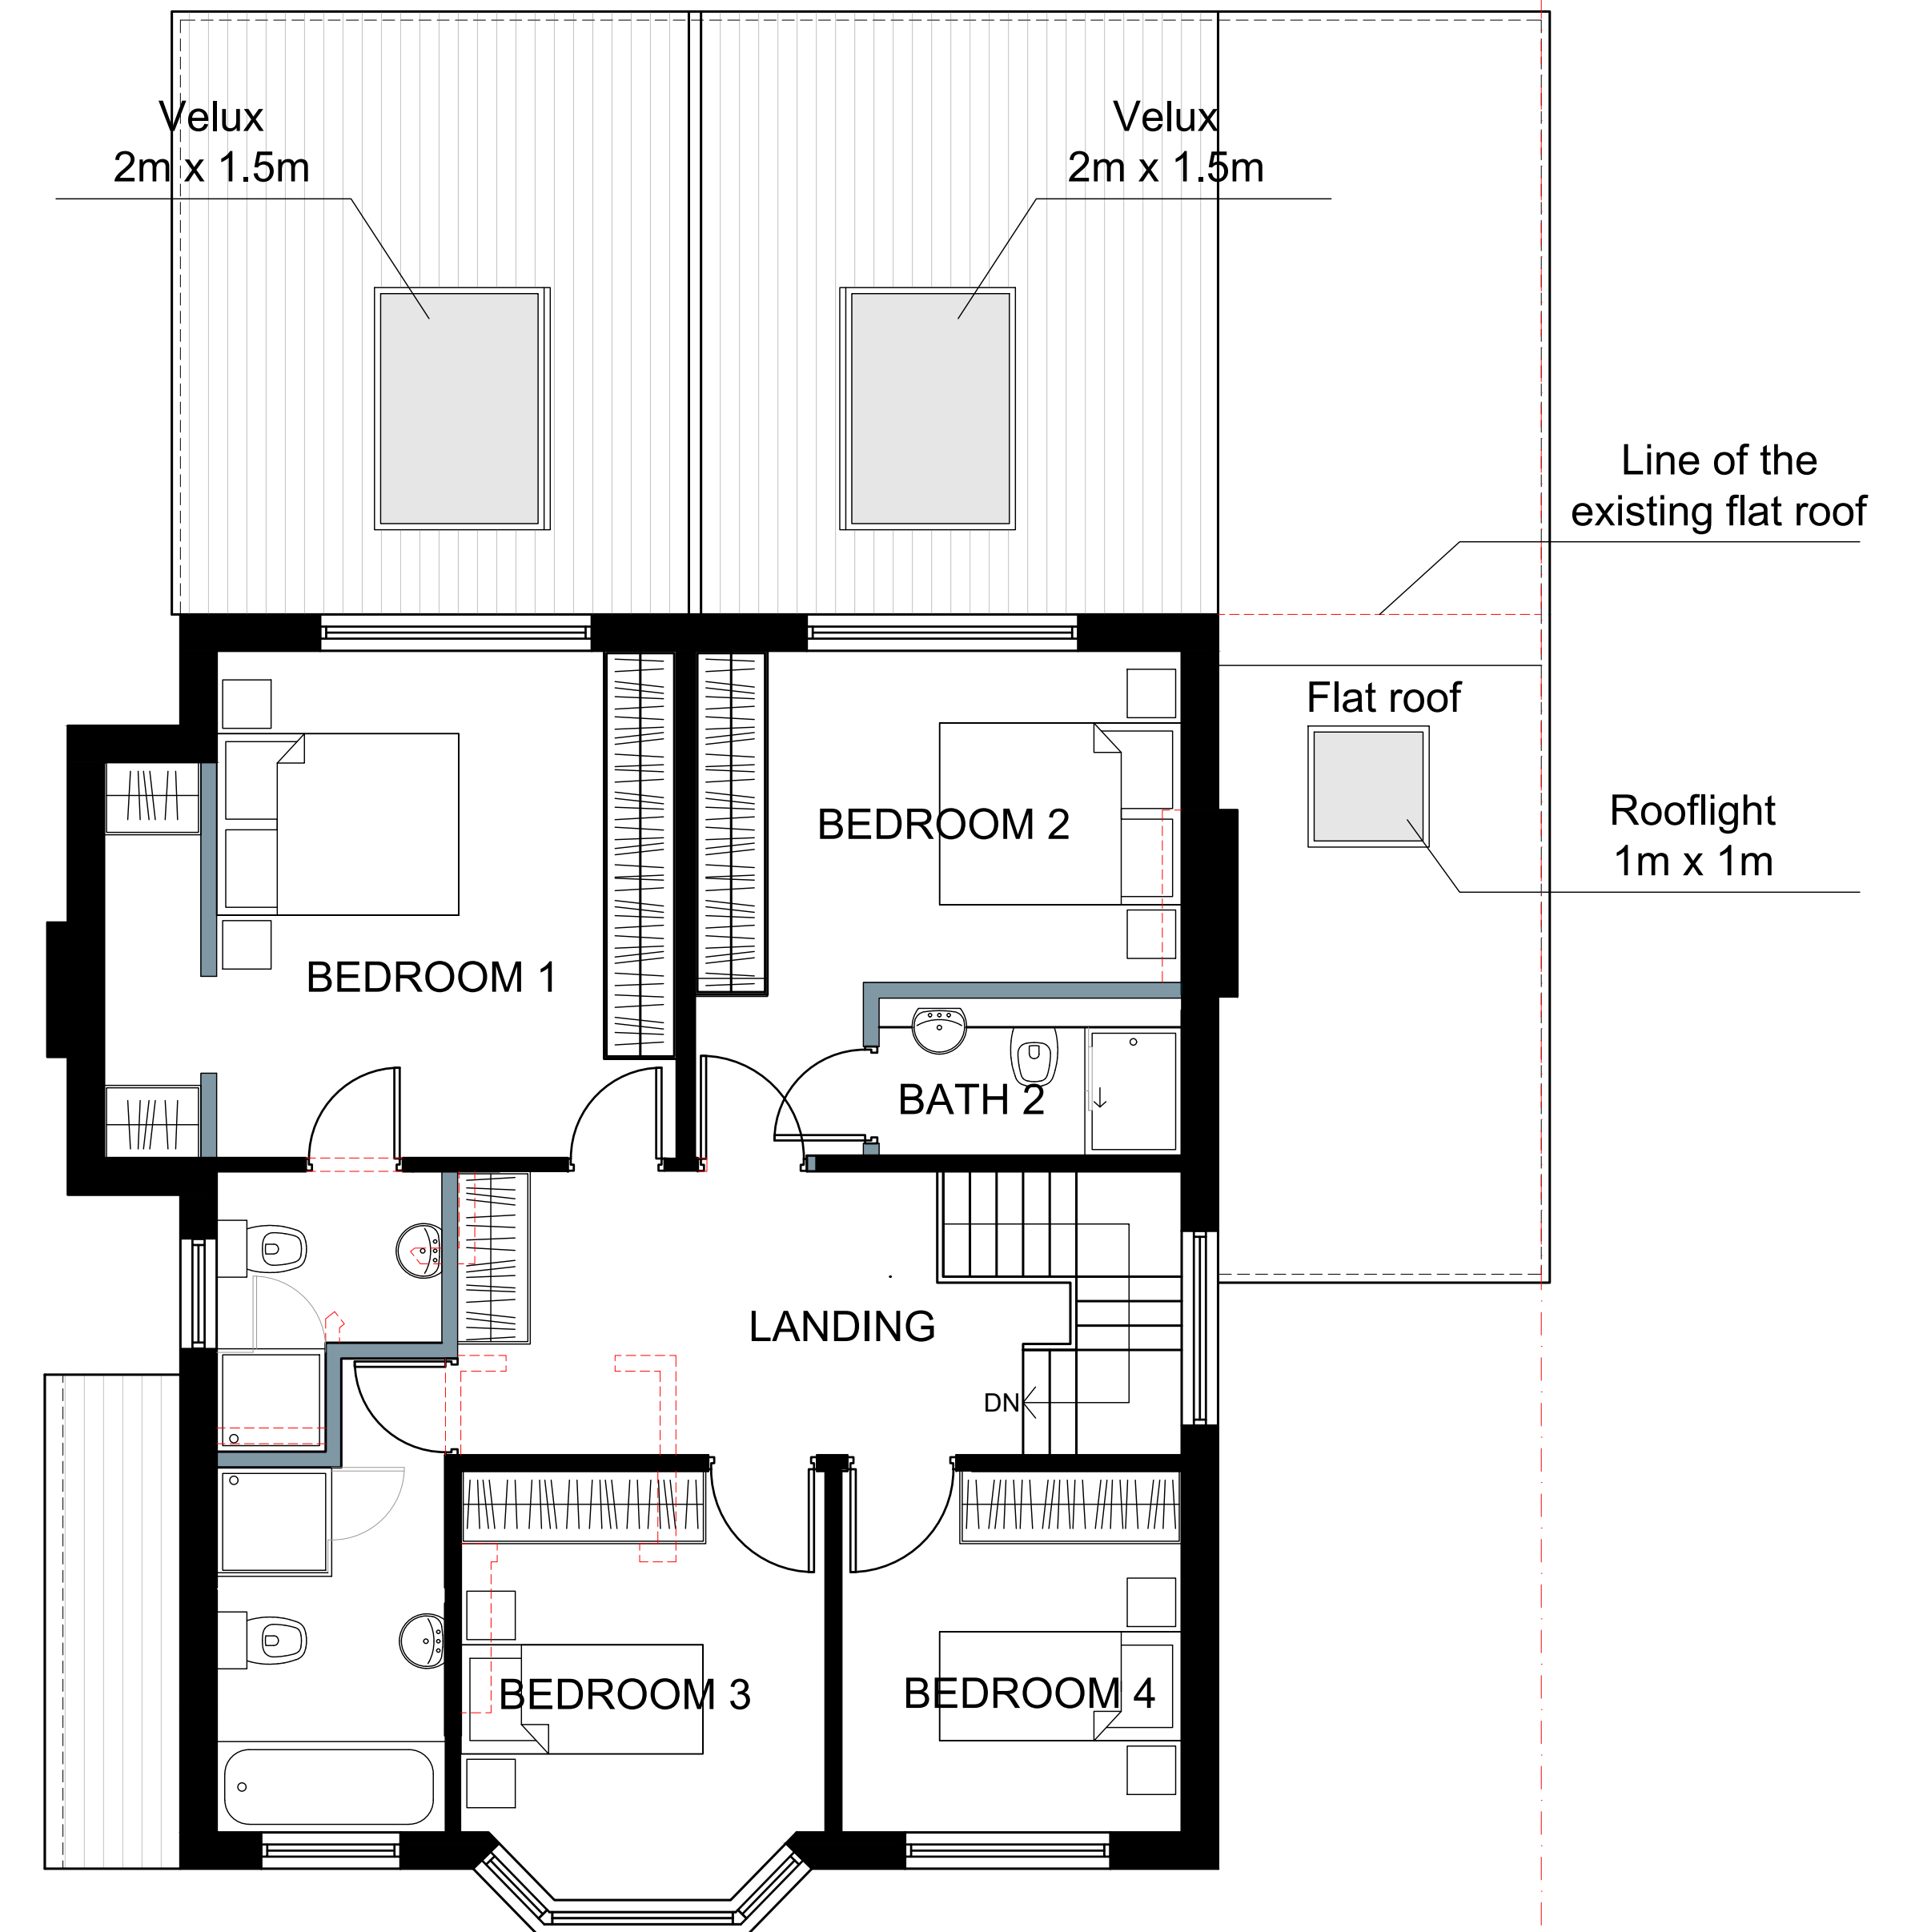 Velux
2m x 1.5m
Velux
2m x 1.5m
Line of the
existing flat roof
Flat roof
Rooflight
1m x 1m
BEDROOM 2
BEDROOM 1
BATH 2
LANDING
DN
BEDROOM 3
BEDROOM 4